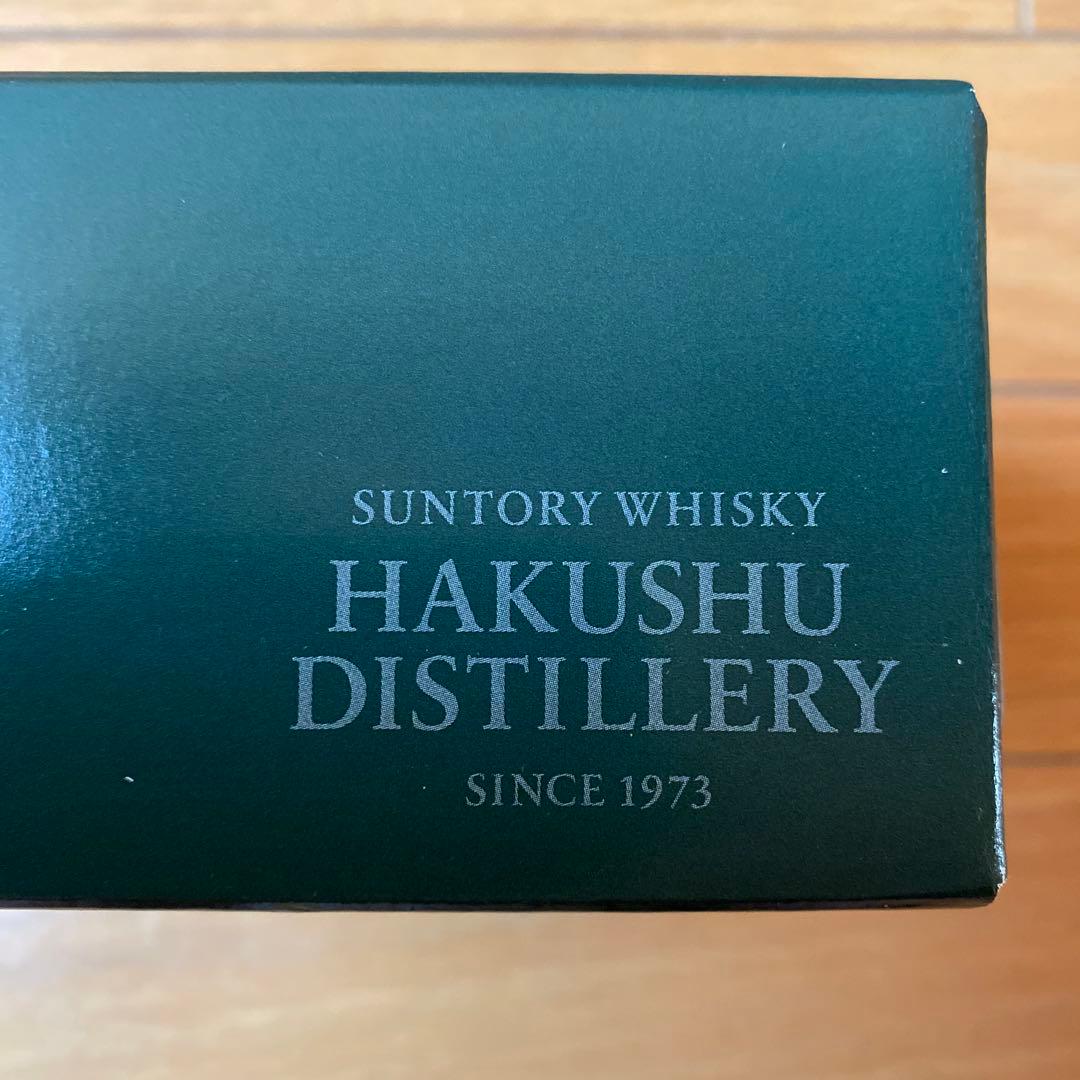 SUNTORY WHISKY
HAKUSHU
DISTILLERY
SINCE 1973